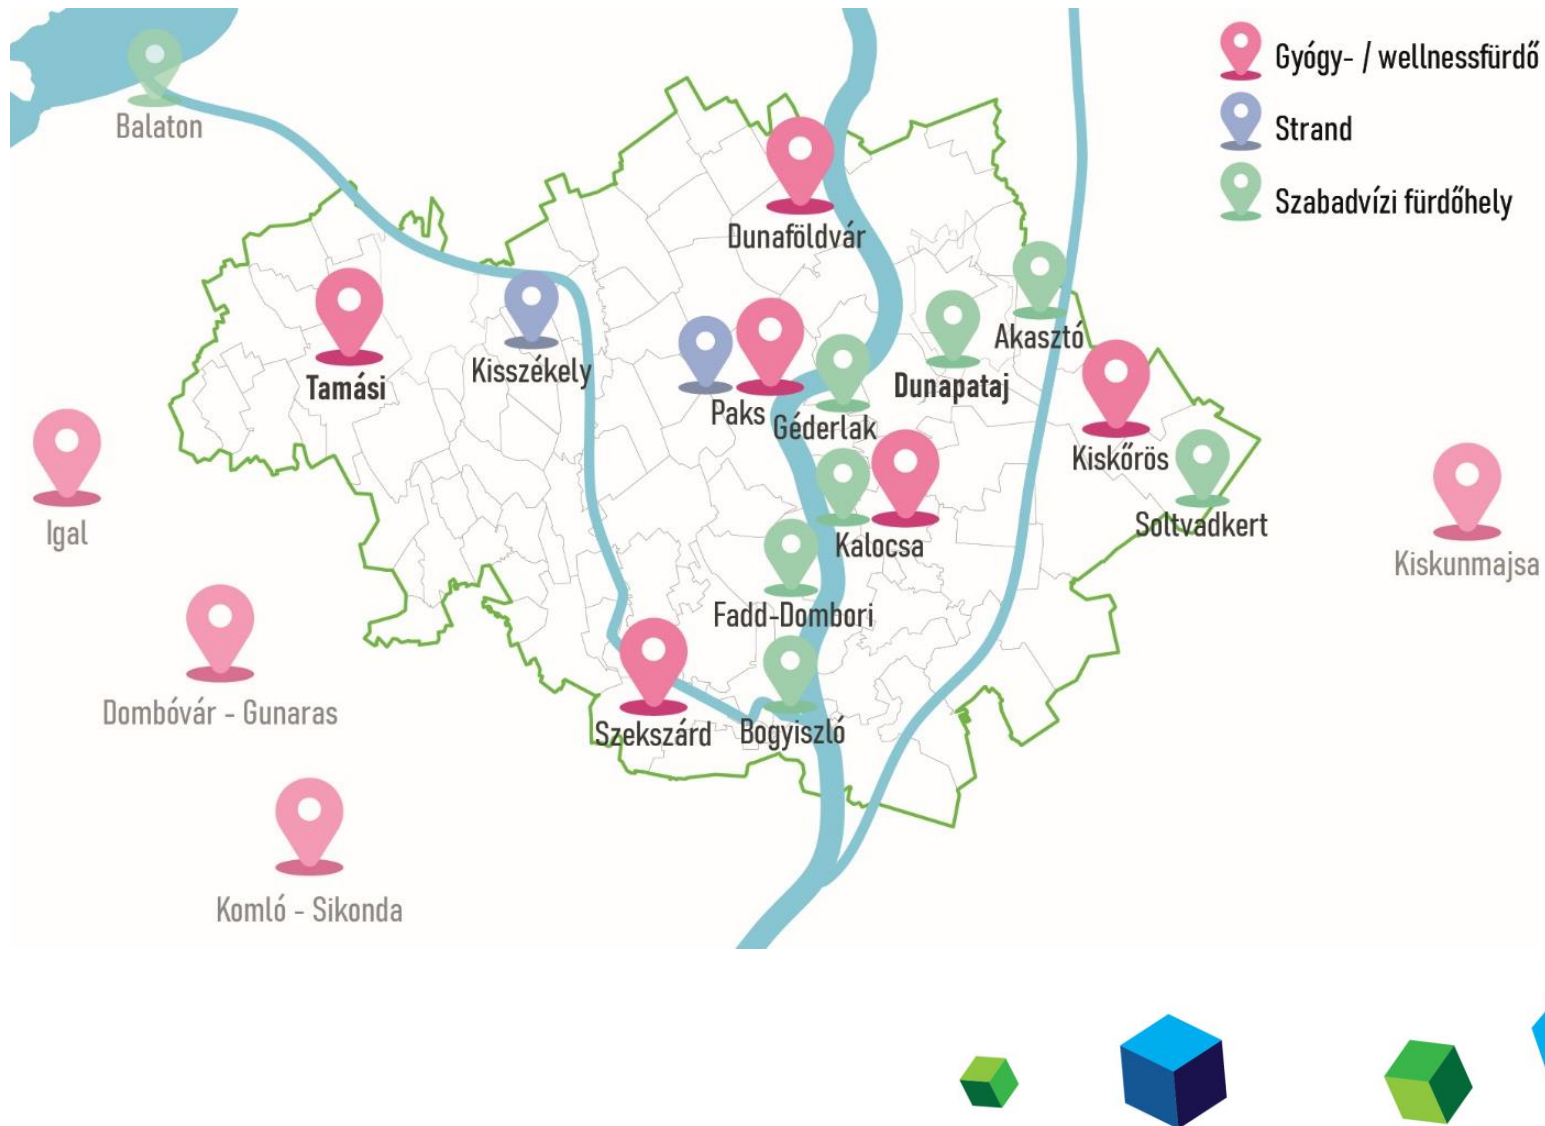 Gyógy- / wellnessfürdő
Strand
Szabadvízi fürdőhely
Balaton
Dunaföldvár
Akasztó
Kisszékely
Tamási
Dunapataj
Paks
Géderlak
Kiskőrös
Igal
Soltvadkert
Kalocsa
Kiskunmajsa
Fadd-Dombori
Dombóvár - Gunaras
Szekszárd
Bogyiszló
Komló - Sikonda